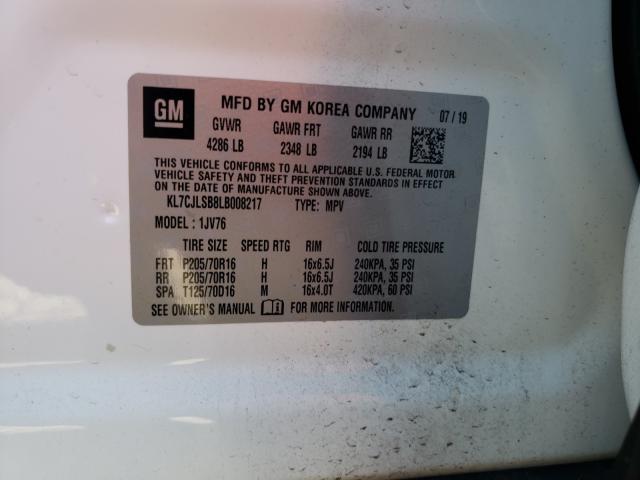 GM
MFD BY GM KOREA COMPANY 07/19
GVWR GAWR FRT GAWR RR
4286 LB 2348 LB 2194 LB
THIS VEHICLE CONFORMS TO ALL APPLICABLE U.S. FEDERAL MOTOR
VEHICLE SAFETY AND THEFT PREVENTION STANDARDS IN EFFECT
ON THE DATE OF MANUFACTURE SHOWN ABOVE.
KL7CJLSB8LB008217 TYPE: MPV
MODEL: 1JV76
TIRE SIZE SPEED RTG RIM COLD TIRE PRESSURE
FRT P205/70R16 H 16x6.5J 240KPA, 35 PSI
RR P205/70R16 H 16x6.5J 240KPA, 35 PSI
SPA T125/70D16 M 16x4.0T 420KPA, 60 PSI
SEE OWNER'S MANUAL FOR MORE INFORMATION.